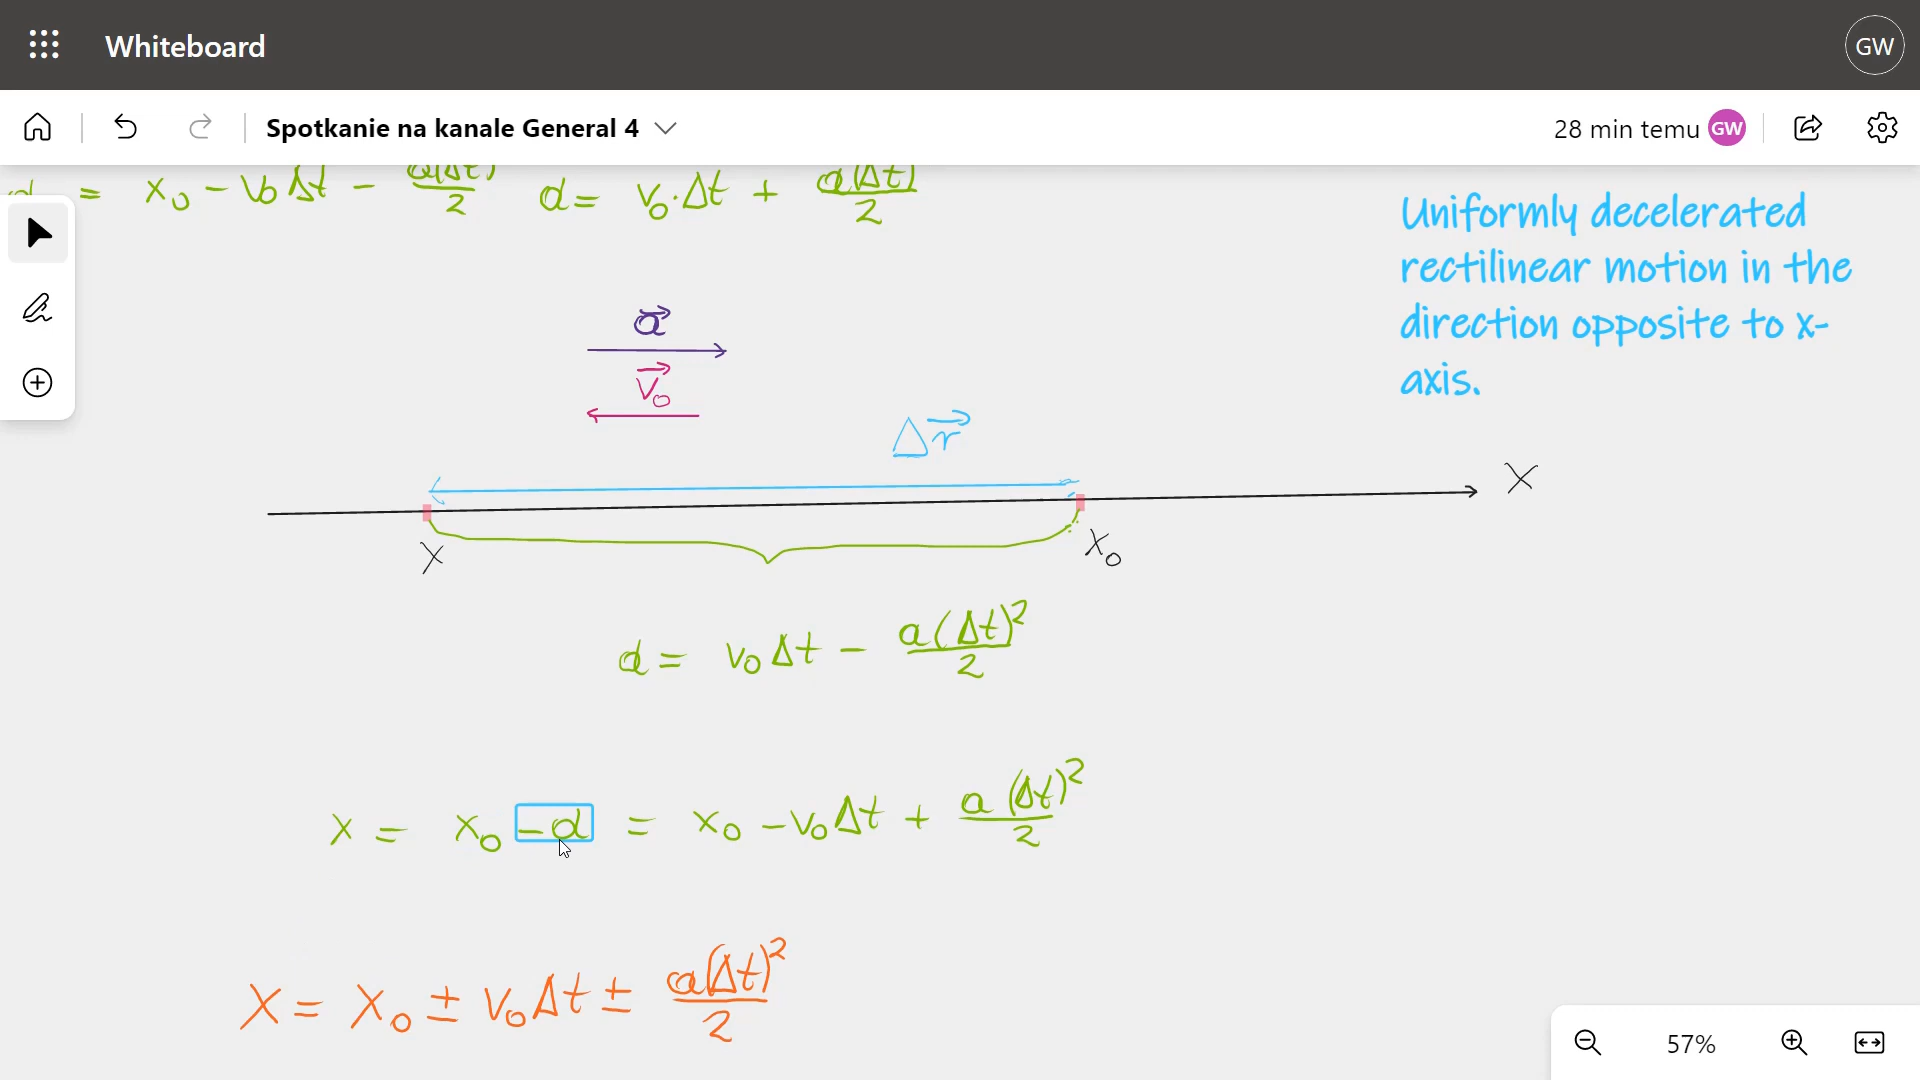 Whiteboard
GW
Spotkanie na kanale General 4
28 min temu GW
= x₀ - v₀Δt - a(Δt)/2
d = v₀·Δt + a(Δt)/2
Uniformly decelerated
rectilinear motion in the
direction opposite to x-
axis.
a⃗
v⃗₀
Δr⃗
X
x
x₀
d = v₀Δt - a(Δt)²/2
x = x₀ - d = x₀ - v₀Δt + a(Δt)²/2
X = X₀ ± v₀Δt ± a(Δt)²/2
57%